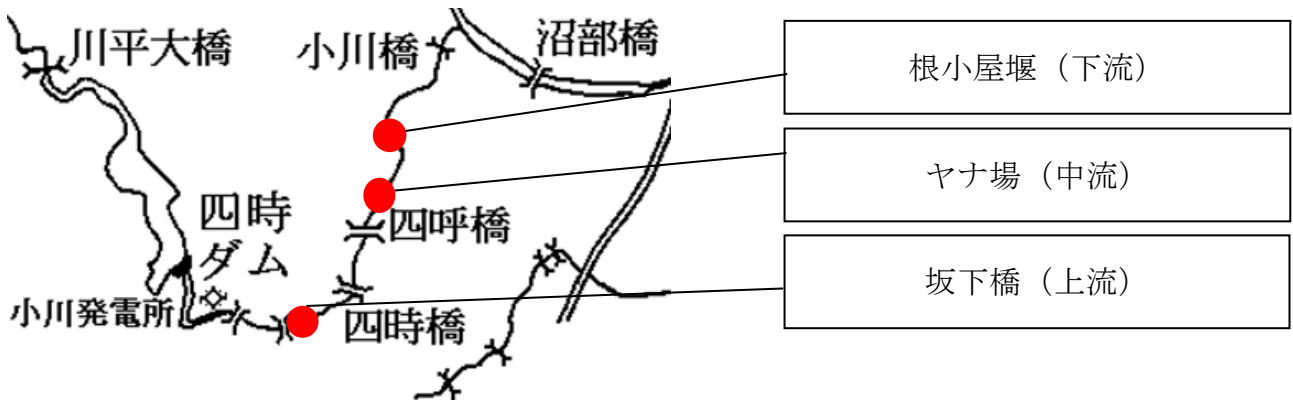 川平大橋
小川橋
沼部橋
根小屋堰（下流）
ヤナ場（中流）
四時
ダム
四呼橋
坂下橋（上流）
小川発電所
四時橋